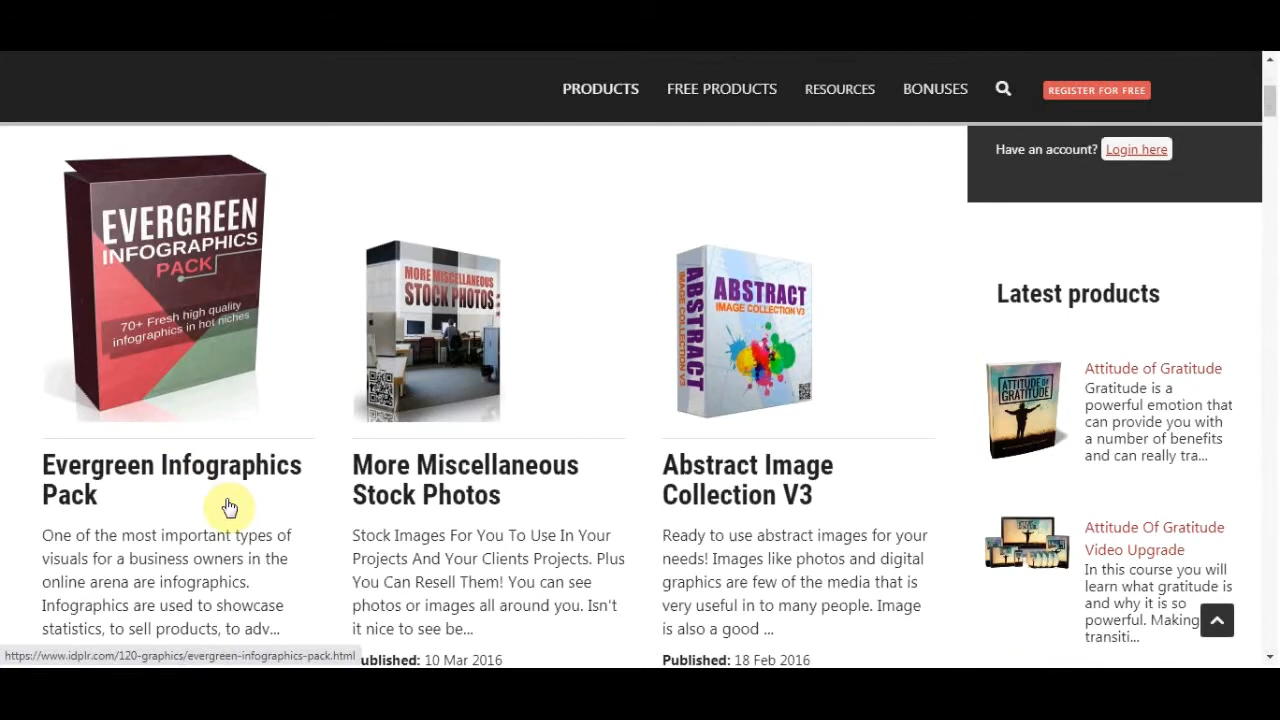 PRODUCTS FREE PRODUCTS RESOURCES BONUSES REGISTER FOR FREE
Have an account? Login here
EVERGREEN
INFOGRAPHICS
PACK
70+ Fresh high quality
infographics in hot niches
MORE MISCELLANEOUS
STOCK PHOTOS
ABSTRACT
IMAGE COLLECTION V3
ABSTRACT
IMAGE COLLECTION V3
Evergreen Infographics
Pack
One of the most important types of
visuals for a business owners in the
online arena are infographics.
Infographics are used to showcase
statistics, to sell products, to adv...
More Miscellaneous
Stock Photos
Stock Images For You To Use In Your
Projects And Your Clients Projects. Plus
You Can Resell Them! You can see
photos or images all around you. Isn't
it nice to see be...
ublished: 10 Mar 2016
Abstract Image
Collection V3
Ready to use abstract images for your
needs! Images like photos and digital
graphics are few of the media that is
very useful in to many people. Image
is also a good ...
Published: 18 Feb 2016
Latest products
ATTITUDE OF
GRATITUDE
Attitude of Gratitude
Gratitude is a
powerful emotion that
can provide you with
a number of benefits
and can really tra...
Attitude Of Gratitude
Video Upgrade
In this course you will
learn what gratitude is
and why it is so
powerful. Making
transiti...
https://www.idplr.com/120-graphics/evergreen-infographics-pack.html